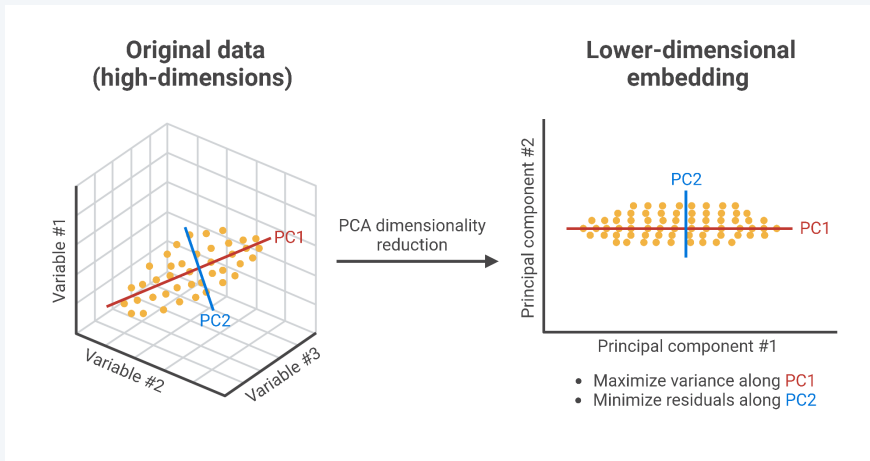 Original data
(high-dimensions)
Variable #1
Variable #2
Variable #3
PC1
PC2
PCA dimensionality
reduction
Lower-dimensional
embedding
Principal component #2
PC2
PC1
Principal component #1
• Maximize variance along PC1
• Minimize residuals along PC2